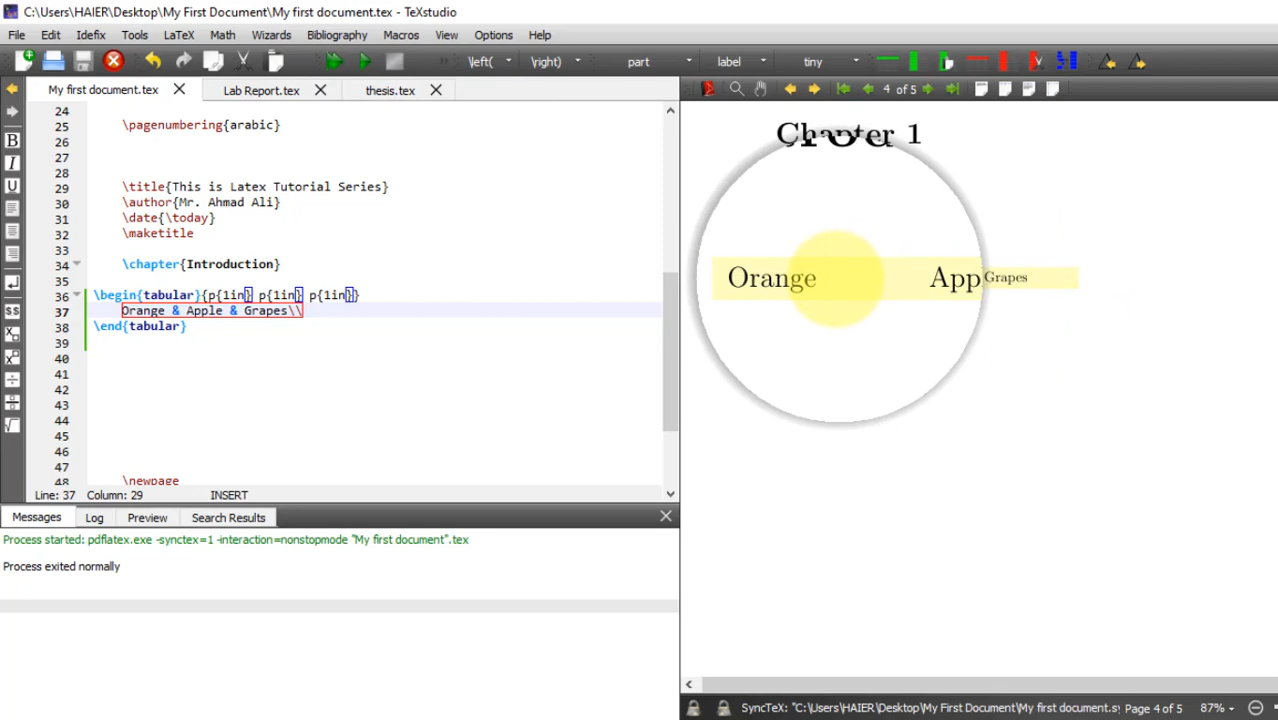 C:\Users\HAIER\Desktop\My First Document\My first document.tex - TeXstudio
File Edit Idefix Tools LaTeX Math Wizards Bibliography Macros View Options Help
\left( \right) part label tiny
My first document.tex Lab Report.tex thesis.tex
4 of 5
24
25 \pagenumbering{arabic}
26
27
28
29 \title{This is Latex Tutorial Series}
30 \author{Mr. Ahmad Ali}
31 \date{\today}
32 \maketitle
33
34 \chapter{Introduction}
35
36 \begin{tabular}{p{1in} p{1in} p{1in}}
37 Orange & Apple & Grapes\\
38 \end{tabular}
39
40
41
42
43
44
45
46
47
48 \newpage
Line: 37 Column: 29 INSERT
Messages Log Preview Search Results
Process started: pdflatex.exe -synctex=1 -interaction=nonstopmode "My first document".tex
Process exited normally
Chapter 1
Orange App Grapes
SyncTeX: "C:\Users\HAIER\Desktop\My First Document\My first document.sy Page 4 of 5 87%